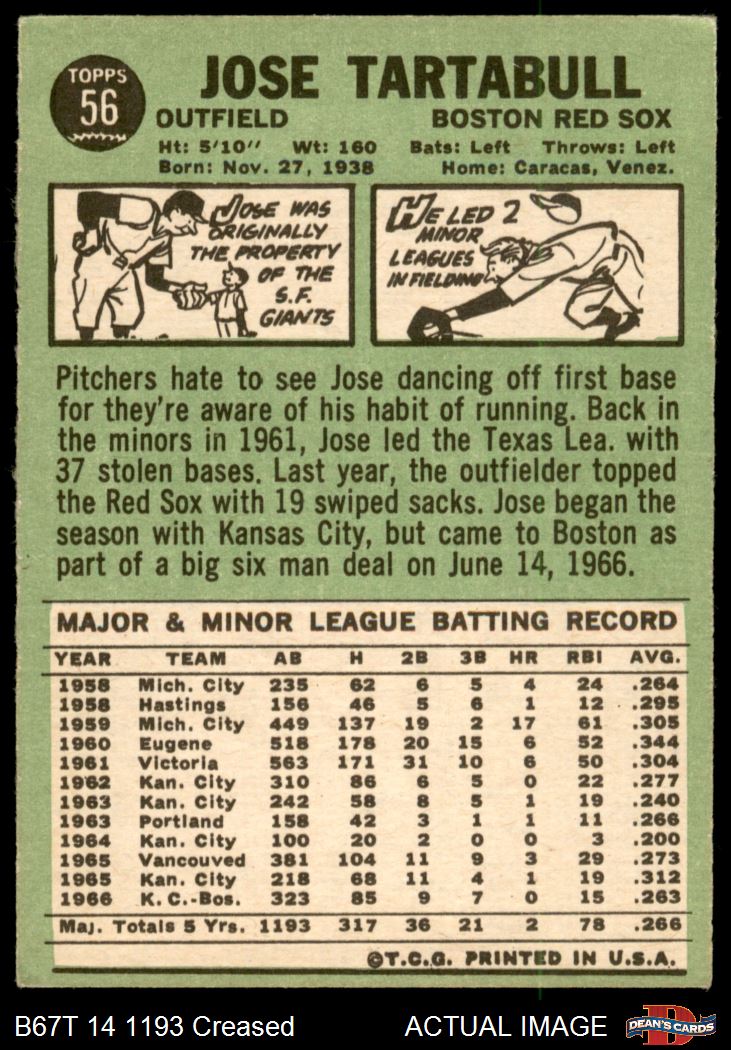 TOPPS
56
JOSE TARTABULL
OUTFIELD BOSTON RED SOX
Ht: 5'10" Wt: 160 Bats: Left Throws: Left
Born: Nov. 27, 1938 Home: Caracas, Venez.
JOSE WAS
ORIGINALLY
THE PROPERTY
OF THE
S.F.
GIANTS
HE LED 2
MINOR
LEAGUES
IN FIELDING
Pitchers hate to see Jose dancing off first base
for they're aware of his habit of running. Back in
the minors in 1961, Jose led the Texas Lea. with
37 stolen bases. Last year, the outfielder topped
the Red Sox with 19 swiped sacks. Jose began the
season with Kansas City, but came to Boston as
part of a big six man deal on June 14, 1966.
MAJOR & MINOR LEAGUE BATTING RECORD
YEAR TEAM AB H 2B 3B HR RBI AVG.
1958 Mich. City 235 62 6 5 4 24 .264
1958 Hastings 156 46 5 6 1 12 .295
1959 Mich. City 449 137 19 2 17 61 .305
1960 Eugene 518 178 20 15 6 52 .344
1961 Victoria 563 171 31 10 6 50 .304
1962 Kan. City 310 86 6 5 0 22 .277
1963 Kan. City 242 58 8 5 1 19 .240
1963 Portland 158 42 3 1 1 11 .266
1964 Kan. City 100 20 2 0 0 3 .200
1965 Vancouved 381 104 11 9 3 29 .273
1965 Kan. City 218 68 11 4 1 19 .312
1966 K.C.-Bos. 323 85 9 7 0 15 .263
Maj. Totals 5 Yrs. 1193 317 36 21 2 78 .266
©T.C.G. PRINTED IN U.S.A.
B67T 14 1193 Creased ACTUAL IMAGE
D
DEAN'S CARDS